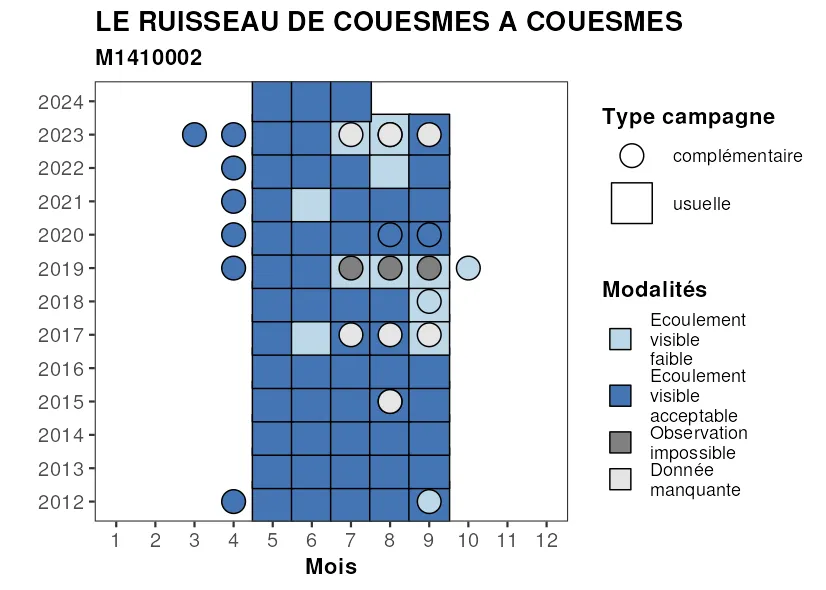 LE RUISSEAU DE COUESMES A COUESMES
M1410002
2024
2023
2022
2021
2020
2019
2018
2017
2016
2015
2014
2013
2012
1 2 3 4 5 6 7 8 9 10 11 12
Mois
Type campagne
complémentaire
usuelle
Modalités
Ecoulement
visible
faible
Ecoulement
visible
acceptable
Observation
impossible
Donnée
manquante